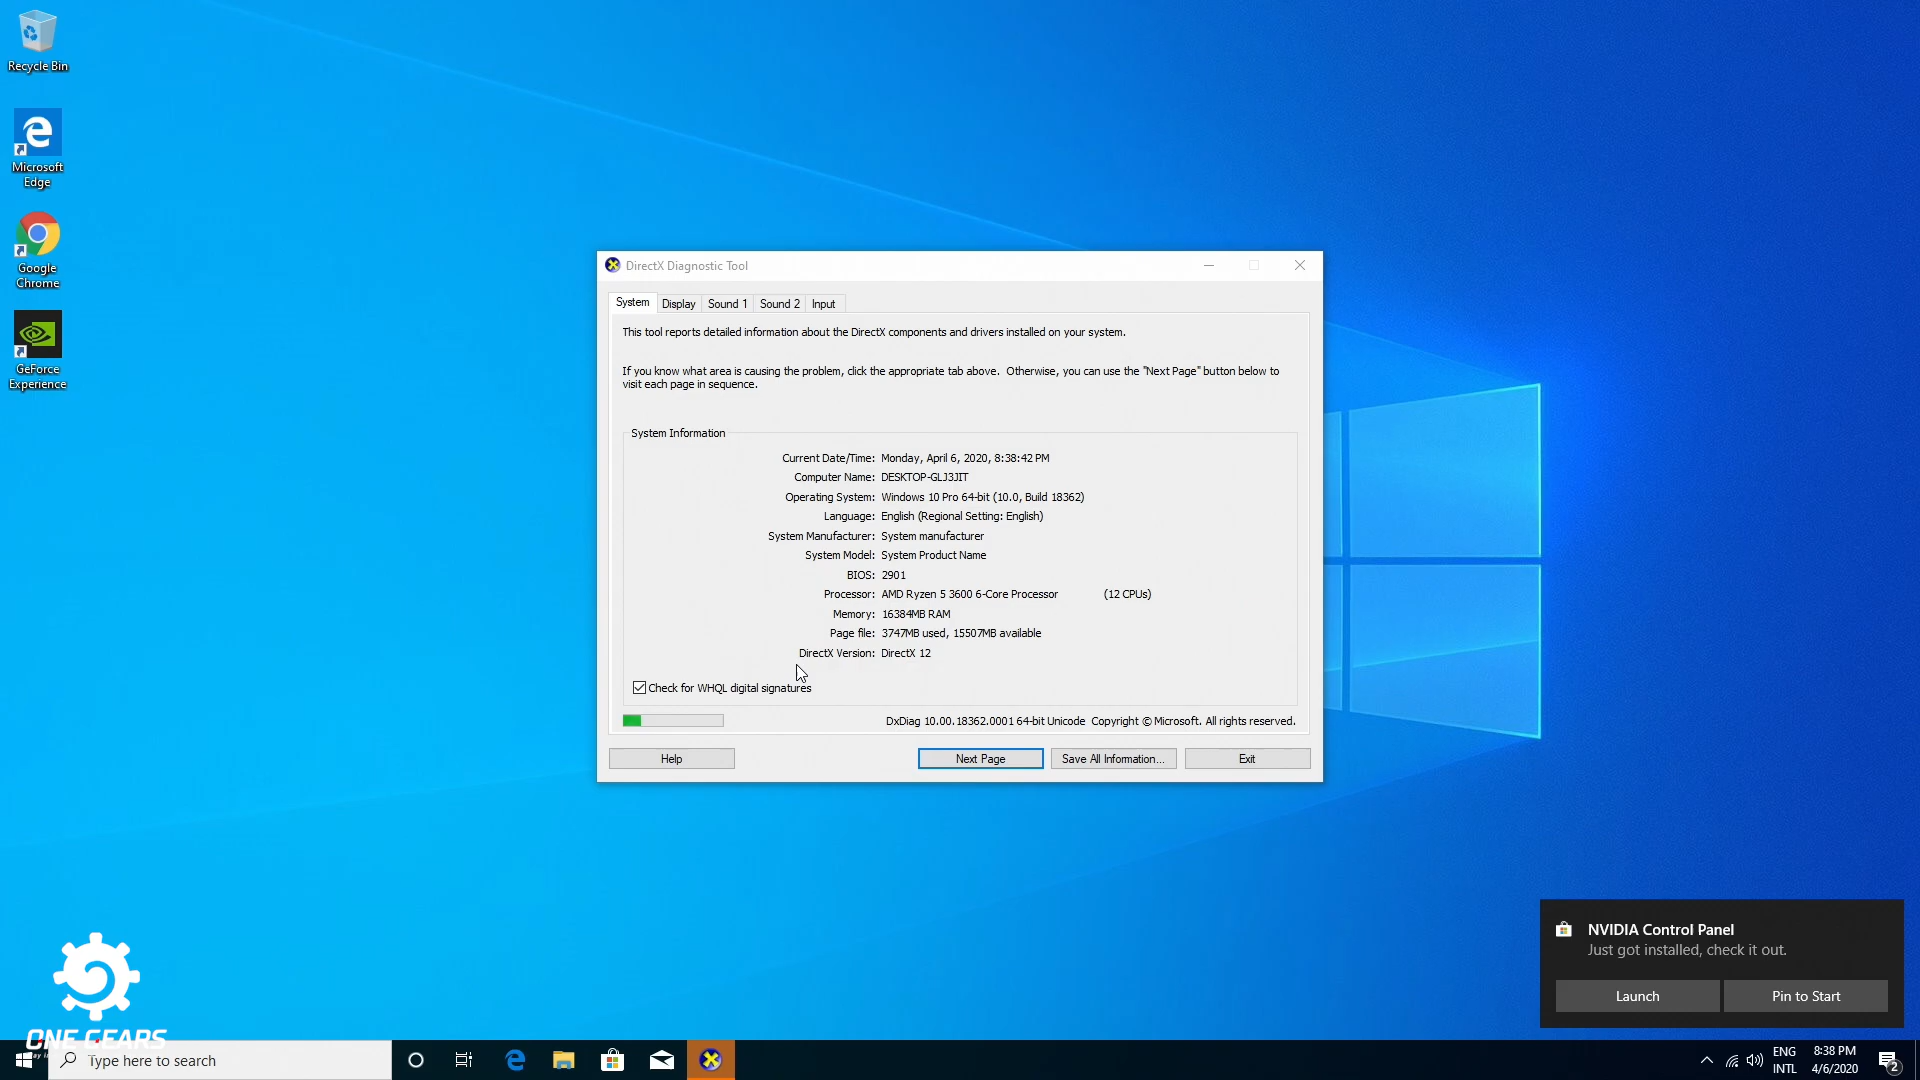 Recycle Bin
Microsoft
Edge
Google
Chrome
GeForce
Experience
DirectX Diagnostic Tool
System Display Sound 1 Sound 2 Input
This tool reports detailed information about the DirectX components and drivers installed on your system.
If you know what area is causing the problem, click the appropriate tab above.  Otherwise, you can use the "Next Page" button below to
visit each page in sequence.
System Information
Current Date/Time: Monday, April 6, 2020, 8:38:42 PM
Computer Name: DESKTOP-GLJ3JIT
Operating System: Windows 10 Pro 64-bit (10.0, Build 18362)
Language: English (Regional Setting: English)
System Manufacturer: System manufacturer
System Model: System Product Name
BIOS: 2901
Processor: AMD Ryzen 5 3600 6-Core Processor (12 CPUs)
Memory: 16384MB RAM
Page file: 3747MB used, 15507MB available
DirectX Version: DirectX 12
Check for WHQL digital signatures
DxDiag 10.00.18362.0001 64-bit Unicode  Copyright © Microsoft. All rights reserved.
Help Next Page Save All Information... Exit
NVIDIA Control Panel
Just got installed, check it out.
Launch Pin to Start
ONE GEARS
Type here to search
ENG
INTL
8:38 PM
4/6/2020
2